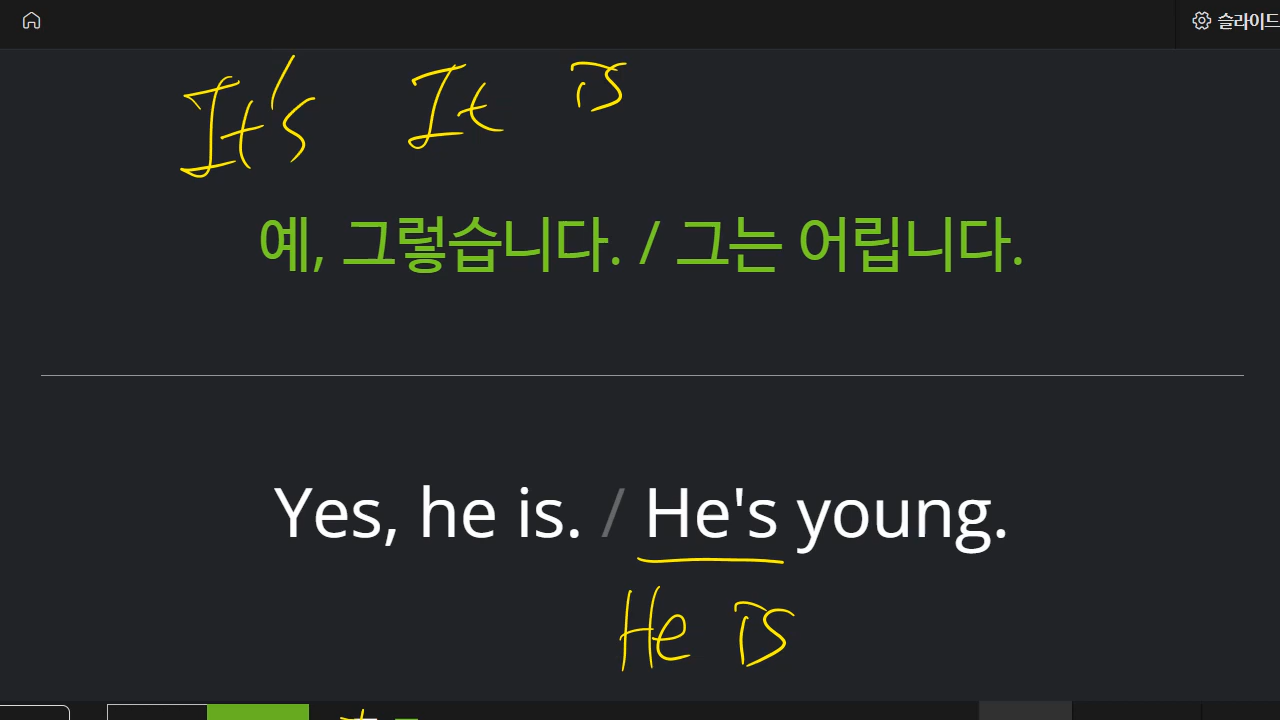 슬라이드
It's It is
예, 그렇습니다. / 그는 어립니다.
Yes, he is. / He's young.
He is